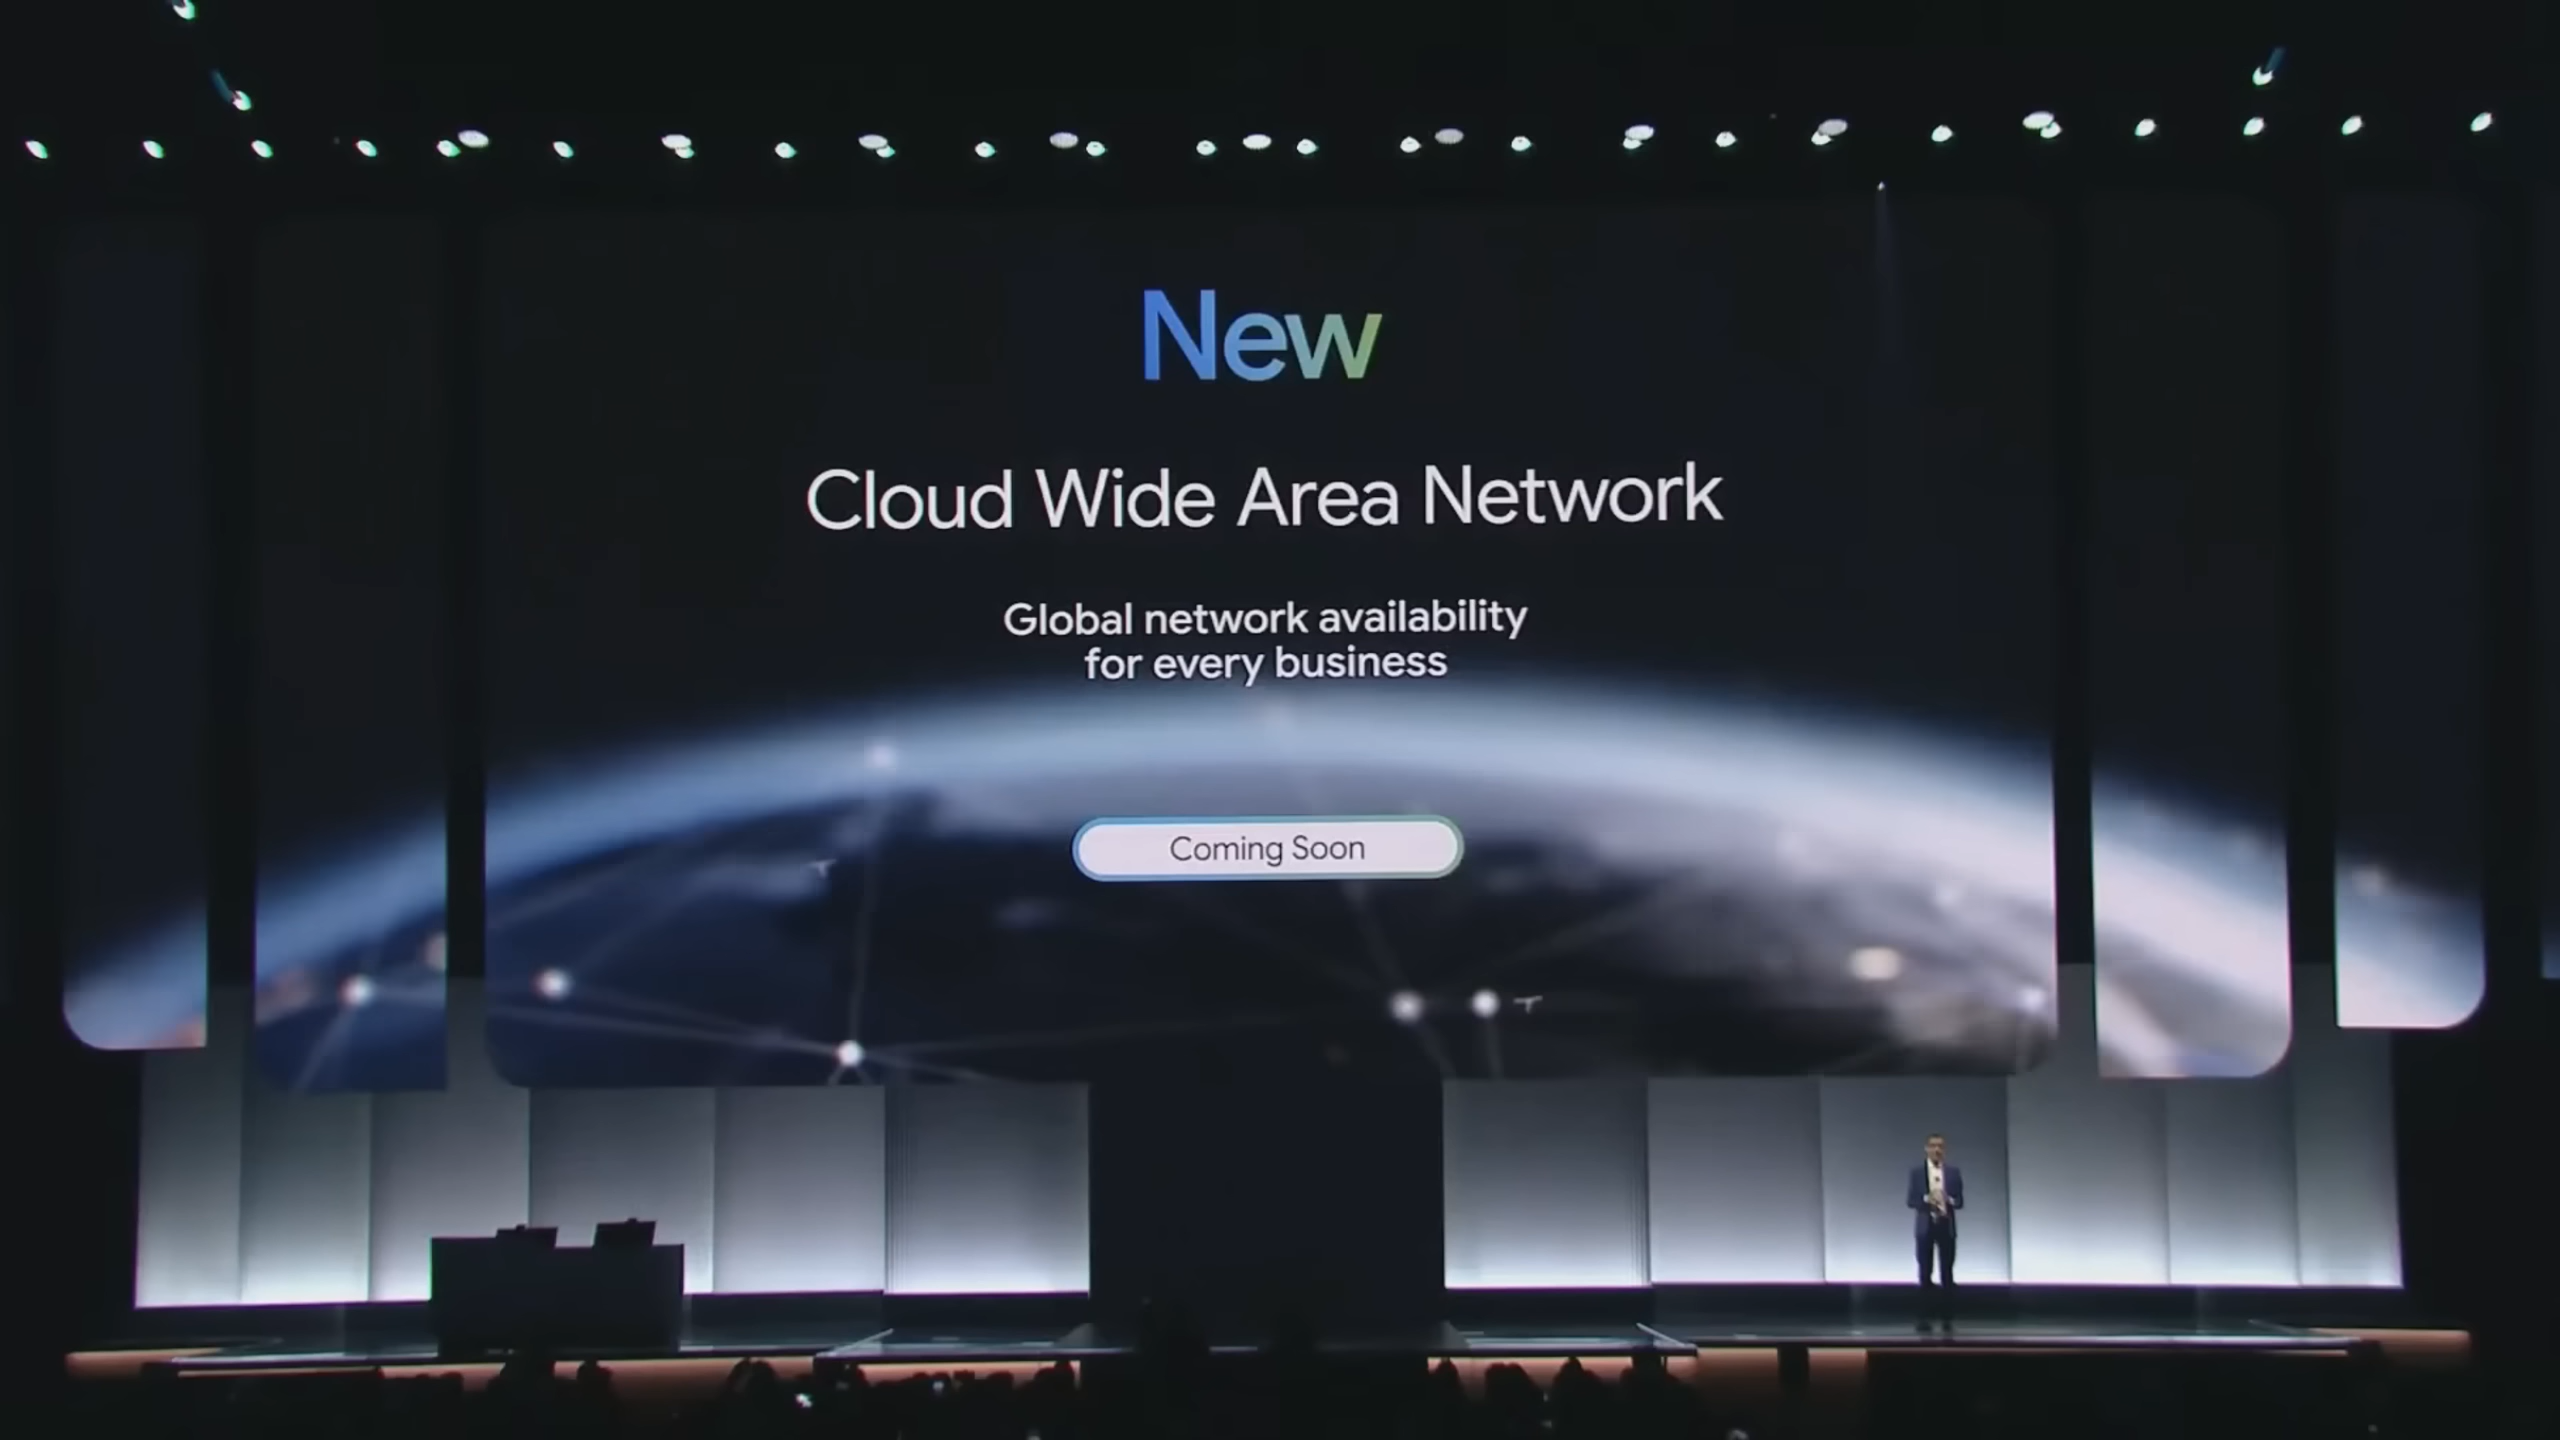 New
Cloud Wide Area Network
Global network availability
for every business
Coming Soon